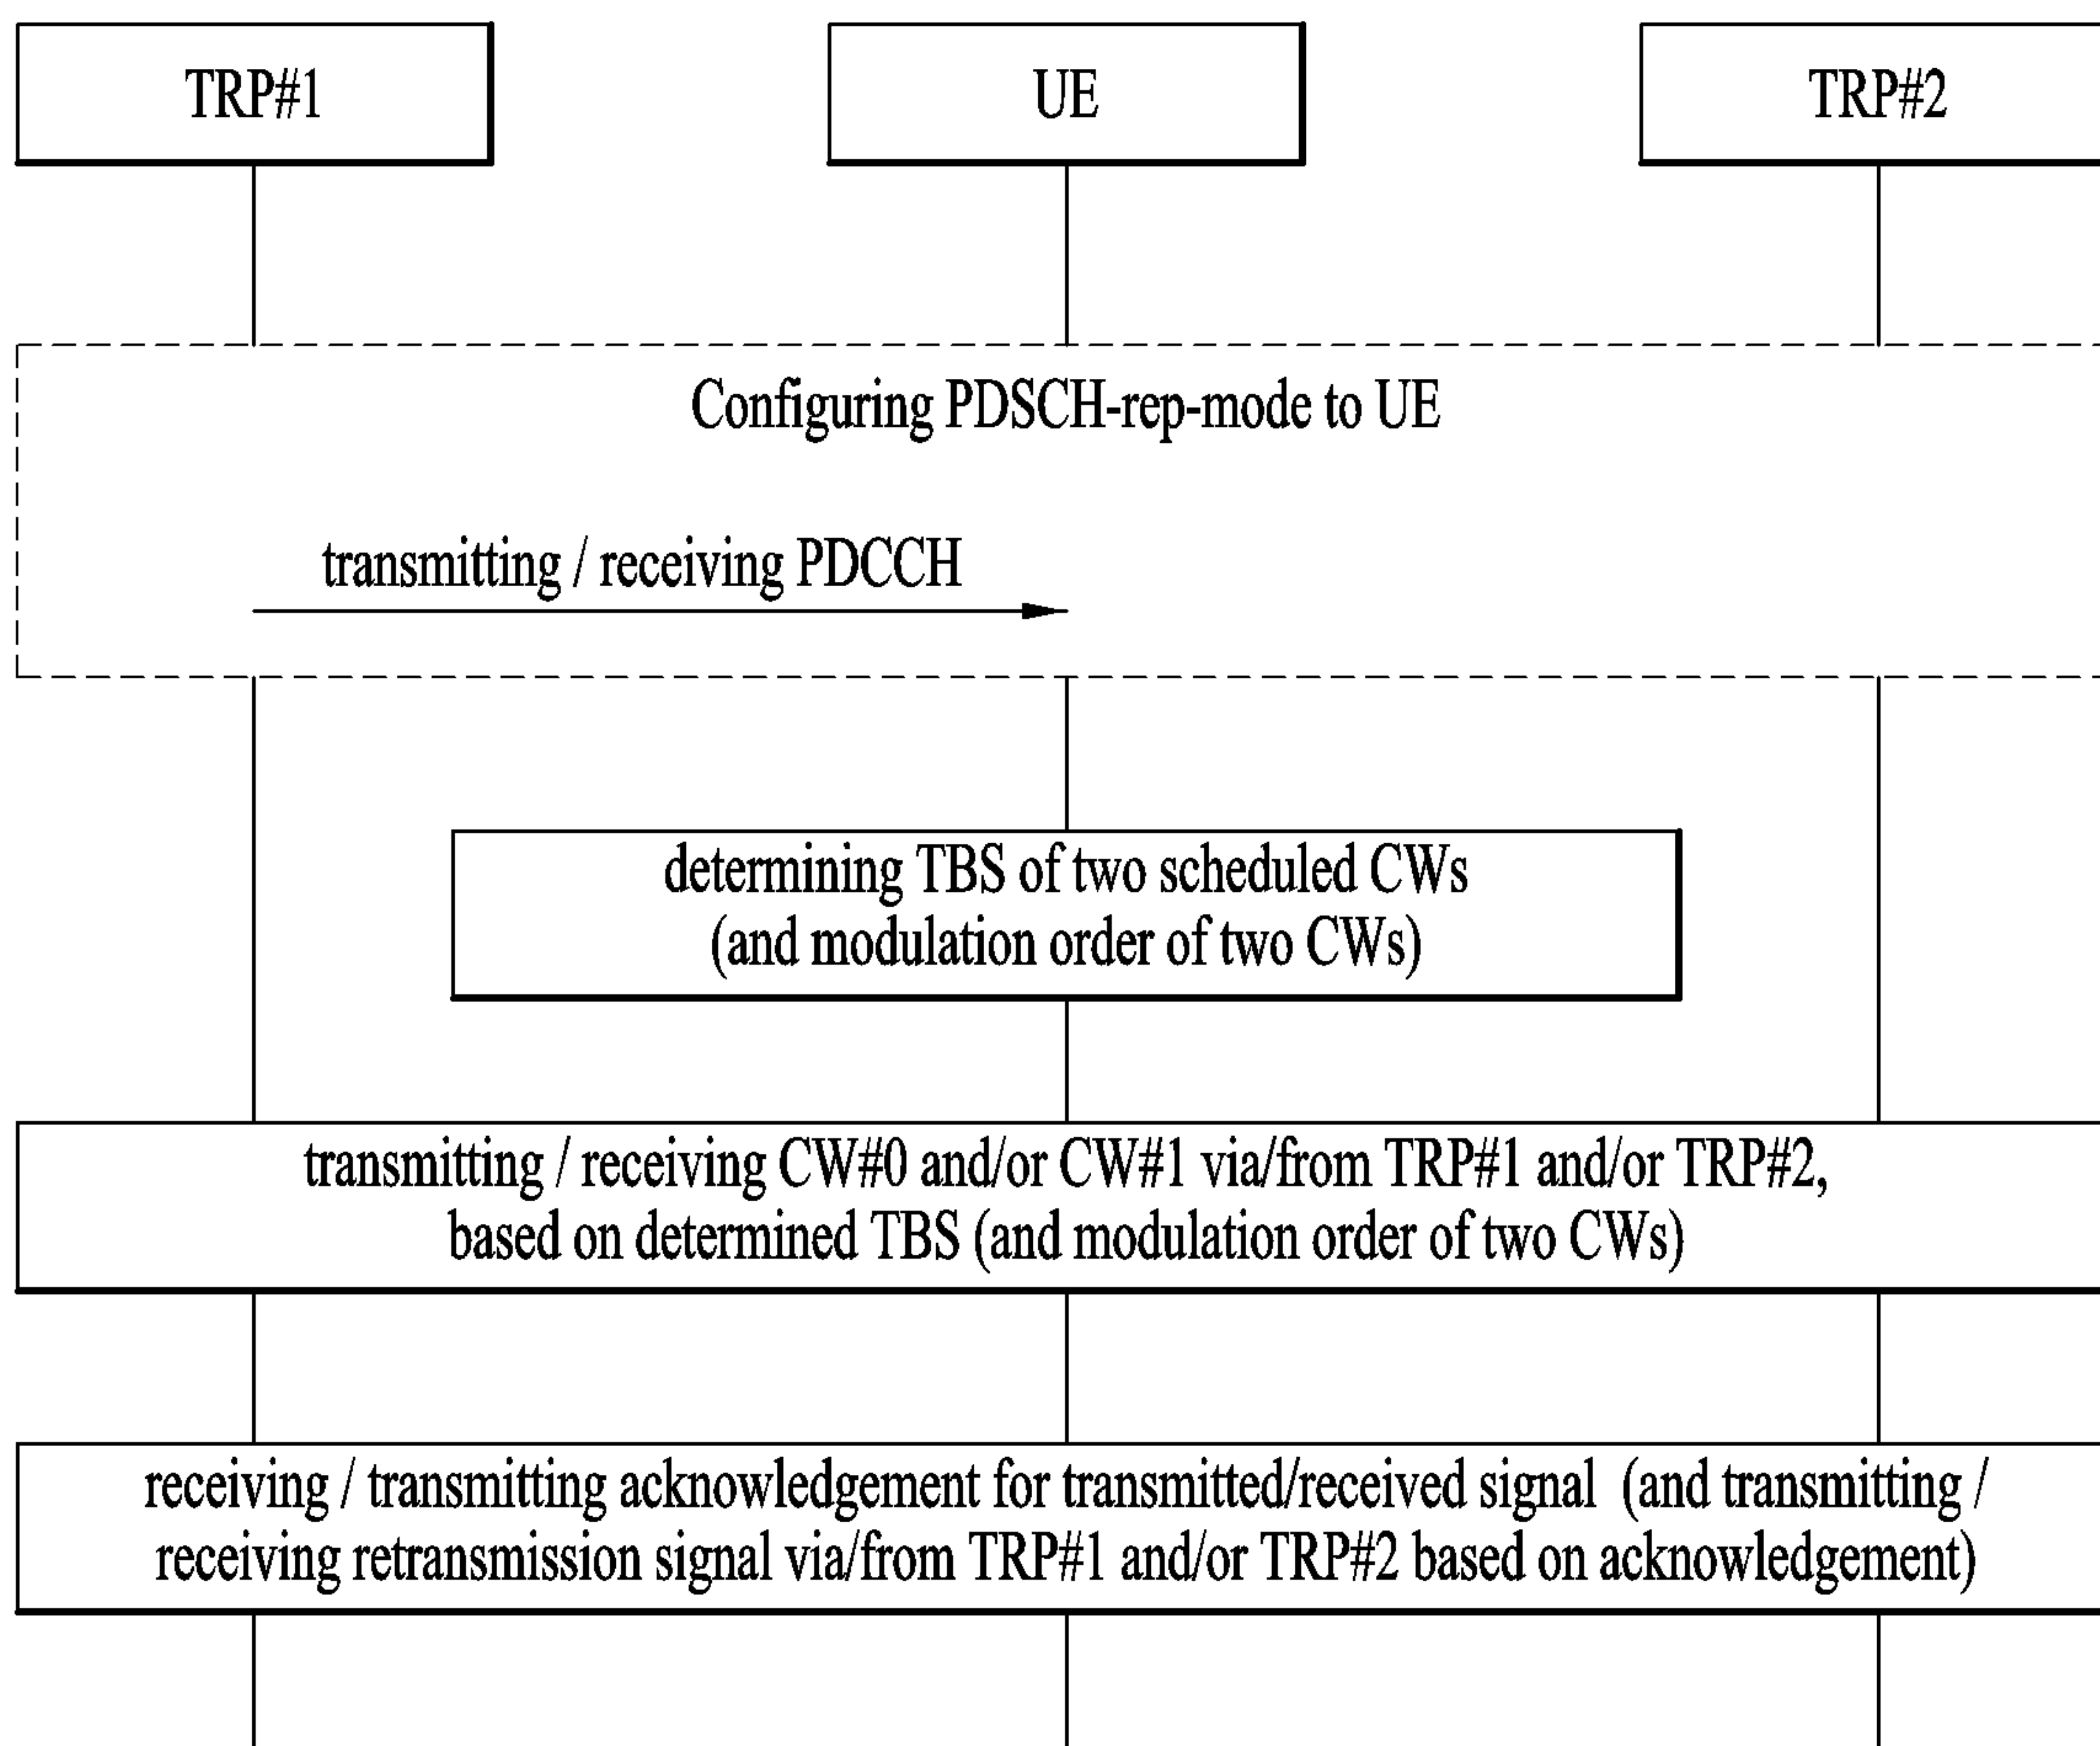 TRP#1
UE
TRP#2
Configuring PDSCH-rep-mode to UE
transmitting / receiving PDCCH
determining TBS of two scheduled CWs
(and modulation order of two CWs)
transmitting / receiving CW#0 and/or CW#1 via/from TRP#1 and/or TRP#2,
based on determined TBS (and modulation order of two CWs)
receiving / transmitting acknowledgement for transmitted/received signal (and transmitting /
receiving retransmission signal via/from TRP#1 and/or TRP#2 based on acknowledgement)